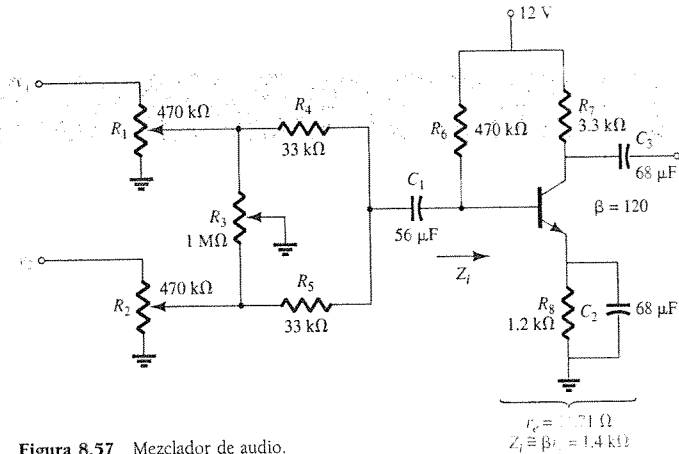 12 V
470 kΩ
R1
R4
33 kΩ
R6
470 kΩ
R7
3.3 kΩ
C3
68 μF
C1
56 μF
β = 120
R3
1 MΩ
Zi
470 kΩ
R2
R5
33 kΩ
R8
1.2 kΩ
C2
68 μF
re = .71 Ω
Zi ≅ βre = 1.4 kΩ
Figura 8.57 Mezclador de audio.